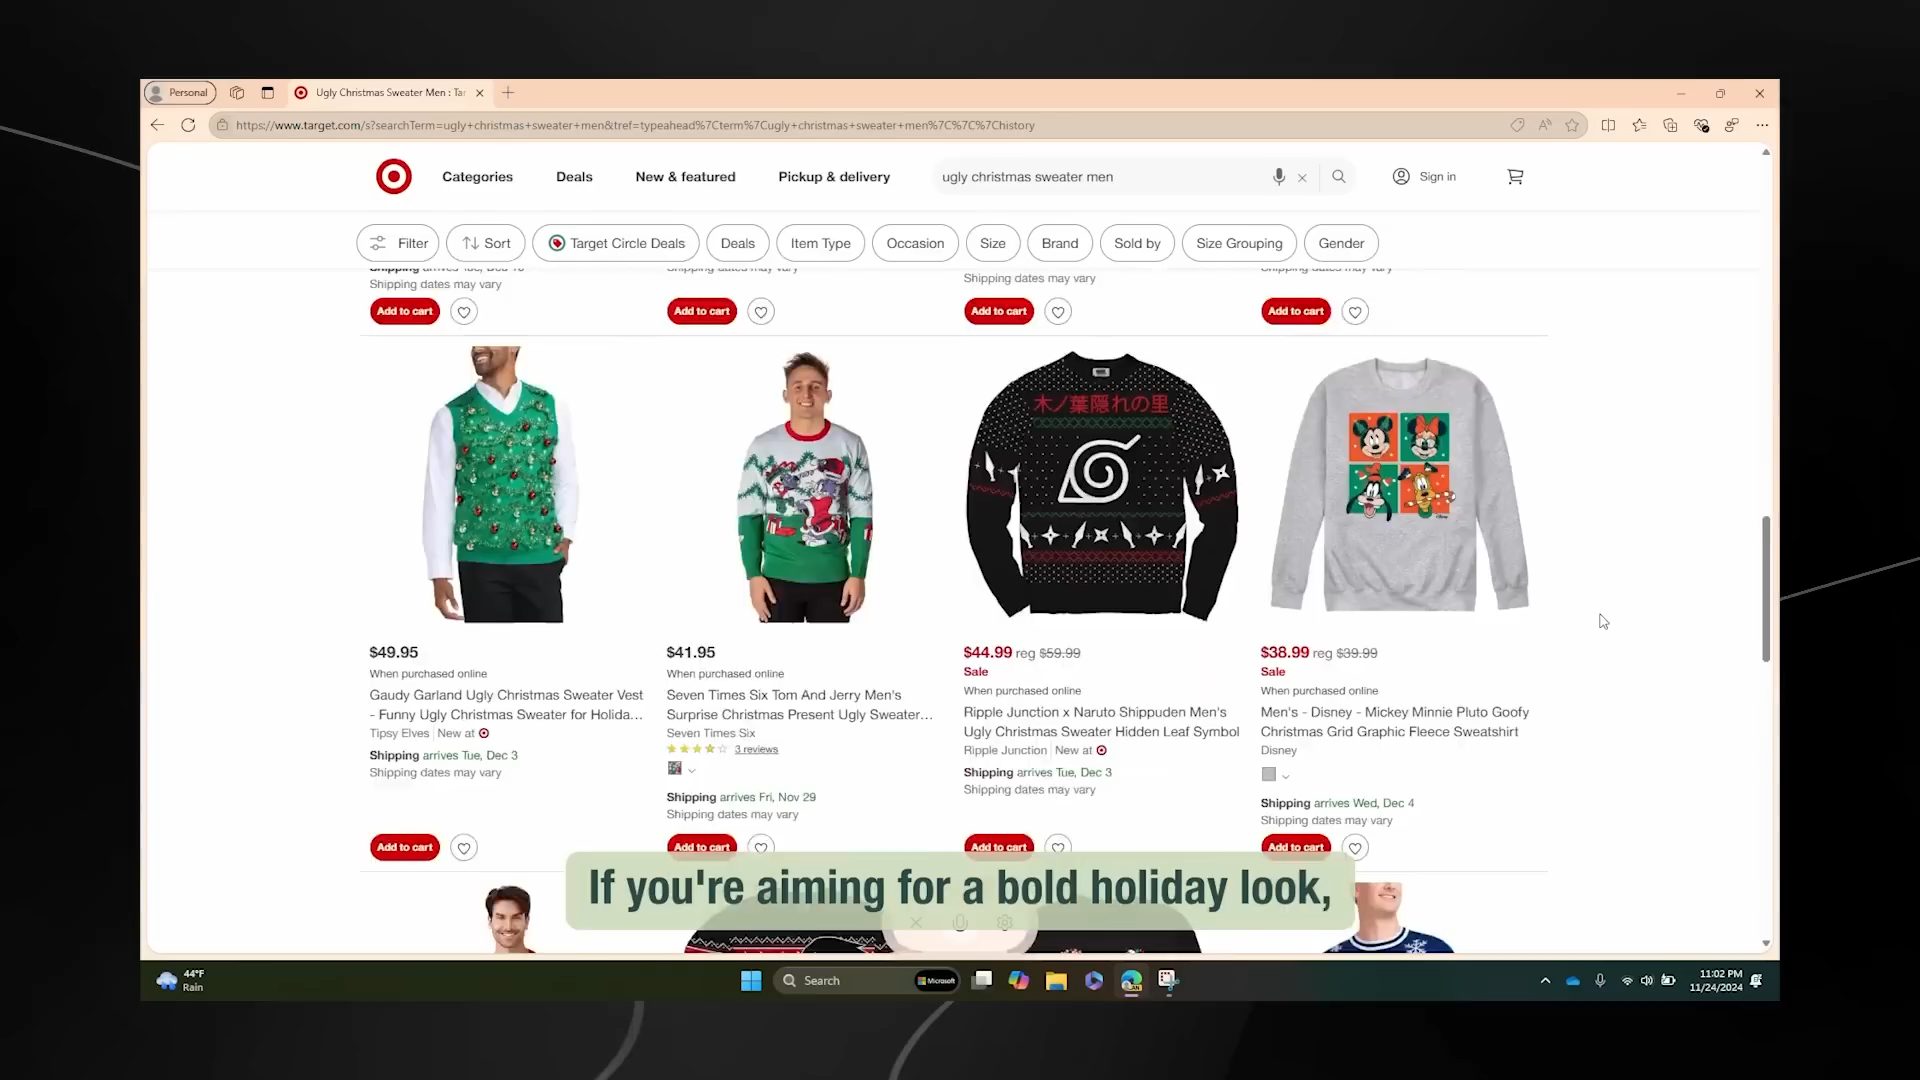 Personal
Ugly Christmas Sweater Men : Tar
https://www.target.com/s?searchTerm=ugly+christmas+sweater+men&tref=typeahead%7Cterm%7Cugly+christmas+sweater+men%7C%7C%7Chistory
Categories
Deals
New & featured
Pickup & delivery
ugly christmas sweater men
Sign in
Filter
Sort
Target Circle Deals
Deals
Item Type
Occasion
Size
Brand
Sold by
Size Grouping
Gender
Shipping dates may vary
Shipping dates may vary
Shipping dates may vary
Shipping dates may vary
Add to cart
Add to cart
Add to cart
Add to cart
木ノ葉隠れの里
$49.95
When purchased online
Gaudy Garland Ugly Christmas Sweater Vest
- Funny Ugly Christmas Sweater for Holida...
Tipsy Elves | New at
Shipping arrives Tue, Dec 3
Shipping dates may vary
Add to cart
$41.95
When purchased online
Seven Times Six Tom And Jerry Men's
Surprise Christmas Present Ugly Sweater...
Seven Times Six
3 reviews
Shipping arrives Fri, Nov 29
Shipping dates may vary
Add to cart
$44.99 reg $59.99
Sale
When purchased online
Ripple Junction x Naruto Shippuden Men's
Ugly Christmas Sweater Hidden Leaf Symbol
Ripple Junction | New at
Shipping arrives Tue, Dec 3
Shipping dates may vary
Add to cart
$38.99 reg $39.99
Sale
When purchased online
Men's - Disney - Mickey Minnie Pluto Goofy
Christmas Grid Graphic Fleece Sweatshirt
Disney
Shipping arrives Wed, Dec 4
Shipping dates may vary
Add to cart
If you're aiming for a bold holiday look,
44°F
Rain
Search
Microsoft
11:02 PM
11/24/2024